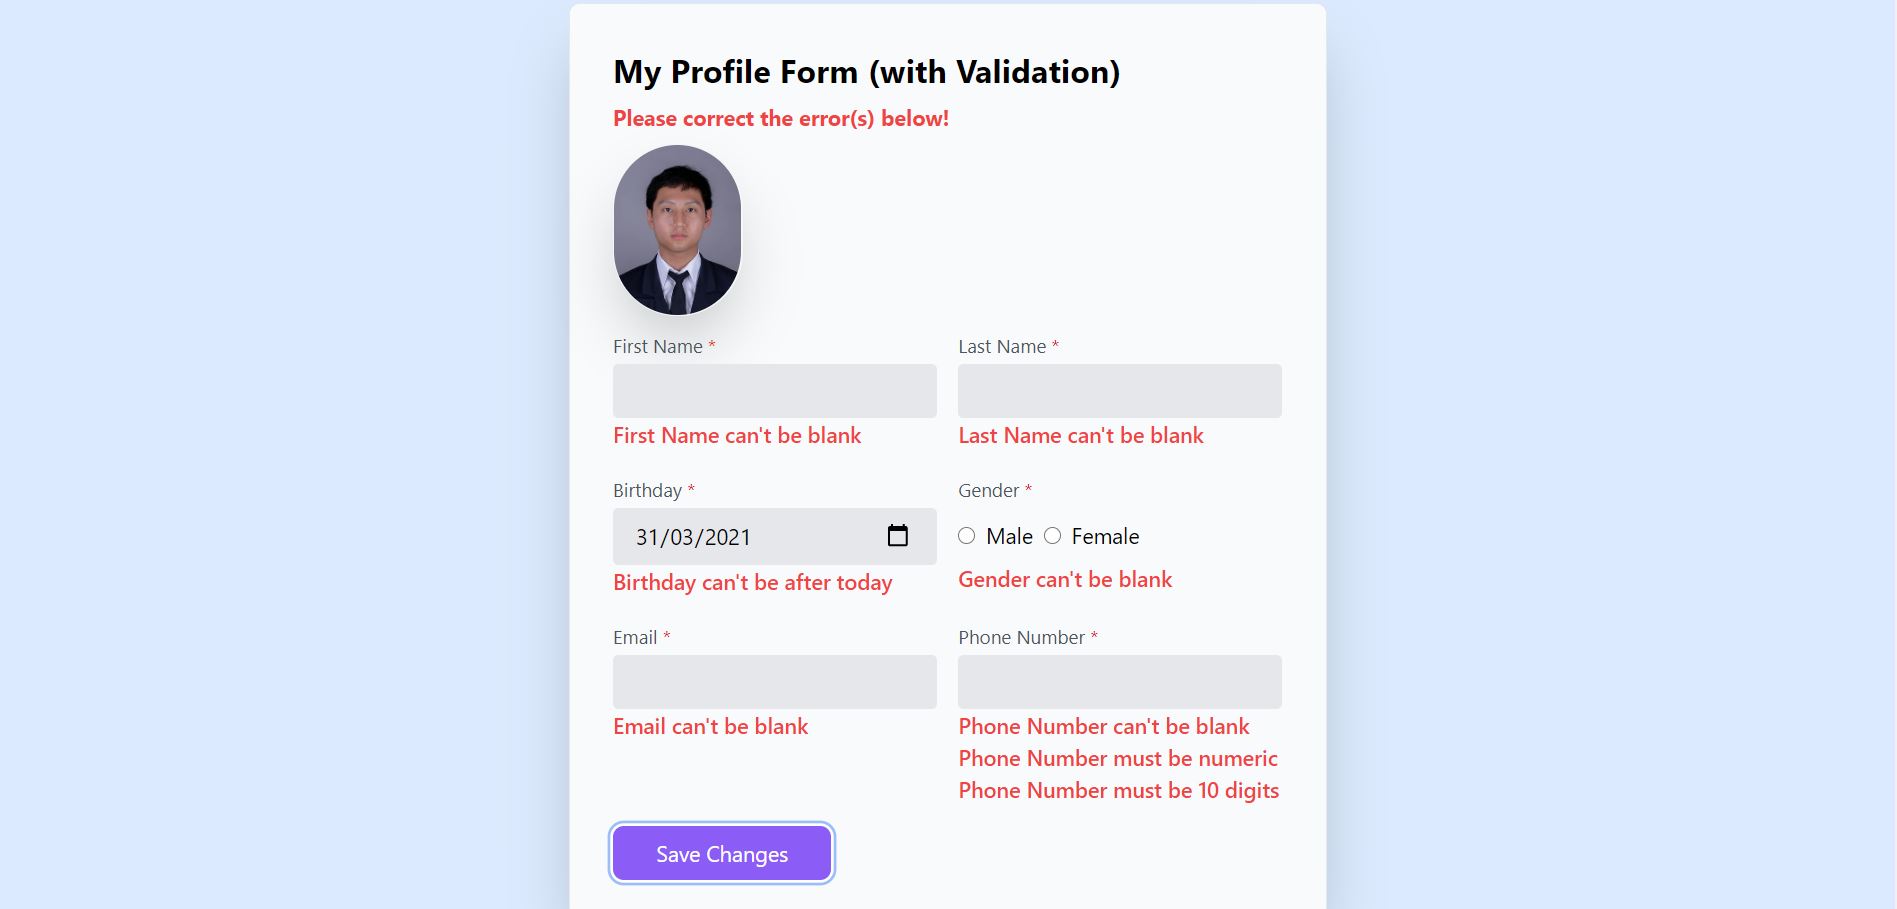 My Profile Form (with Validation)
Please correct the error(s) below!
First Name *
Last Name *
First Name can't be blank
Last Name can't be blank
Birthday *
Gender *
31/03/2021
Male Female
Birthday can't be after today
Gender can't be blank
Email *
Phone Number *
Email can't be blank
Phone Number can't be blank
Phone Number must be numeric
Phone Number must be 10 digits
Save Changes